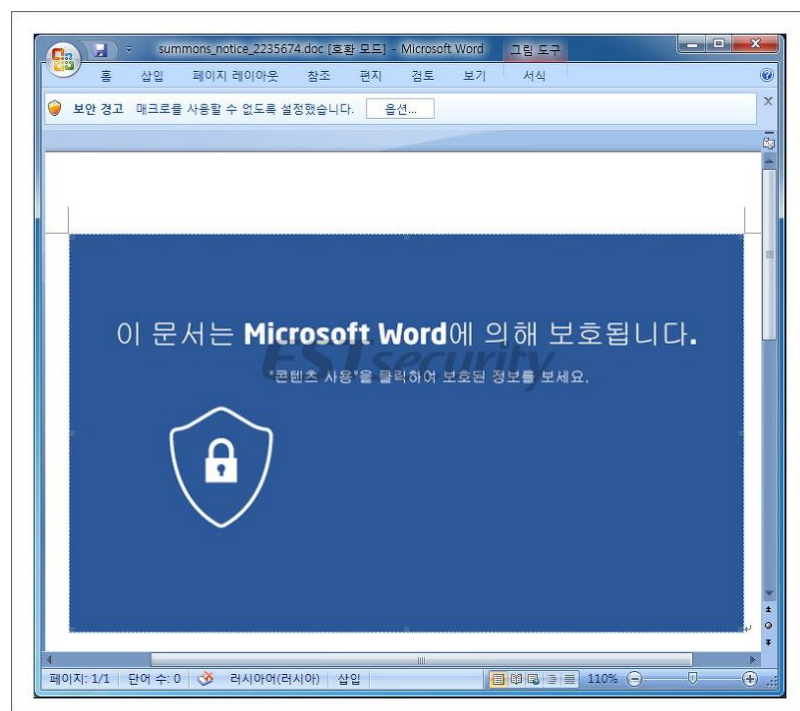 summons_notice_2235674.doc [호환 모드] - Microsoft Word 그림 도구
홈 삽입 페이지 레이아웃 참조 편지 검토 보기 서식
보안 경고 매크로를 사용할 수 없도록 설정했습니다. 옵션...
이 문서는 Microsoft Word에 의해 보호됩니다.
ESTsecurity
"콘텐츠 사용"을 클릭하여 보호된 정보를 보세요.
페이지: 1/1 단어 수: 0 러시아어(러시아) 삽입 110%